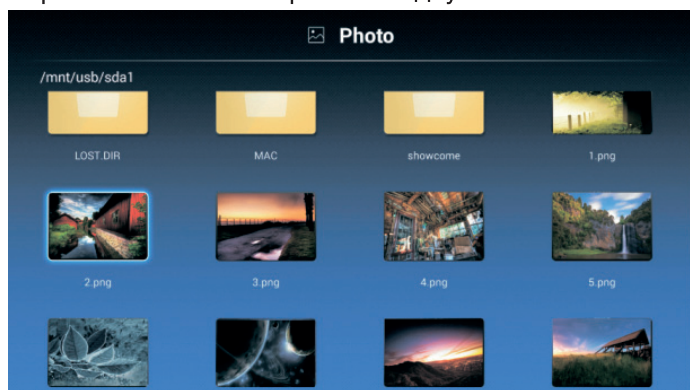 Photo
/mnt/usb/sda1
LOST.DIR
MAC
showcome
1.png
2.png
3.png
4.png
5.png